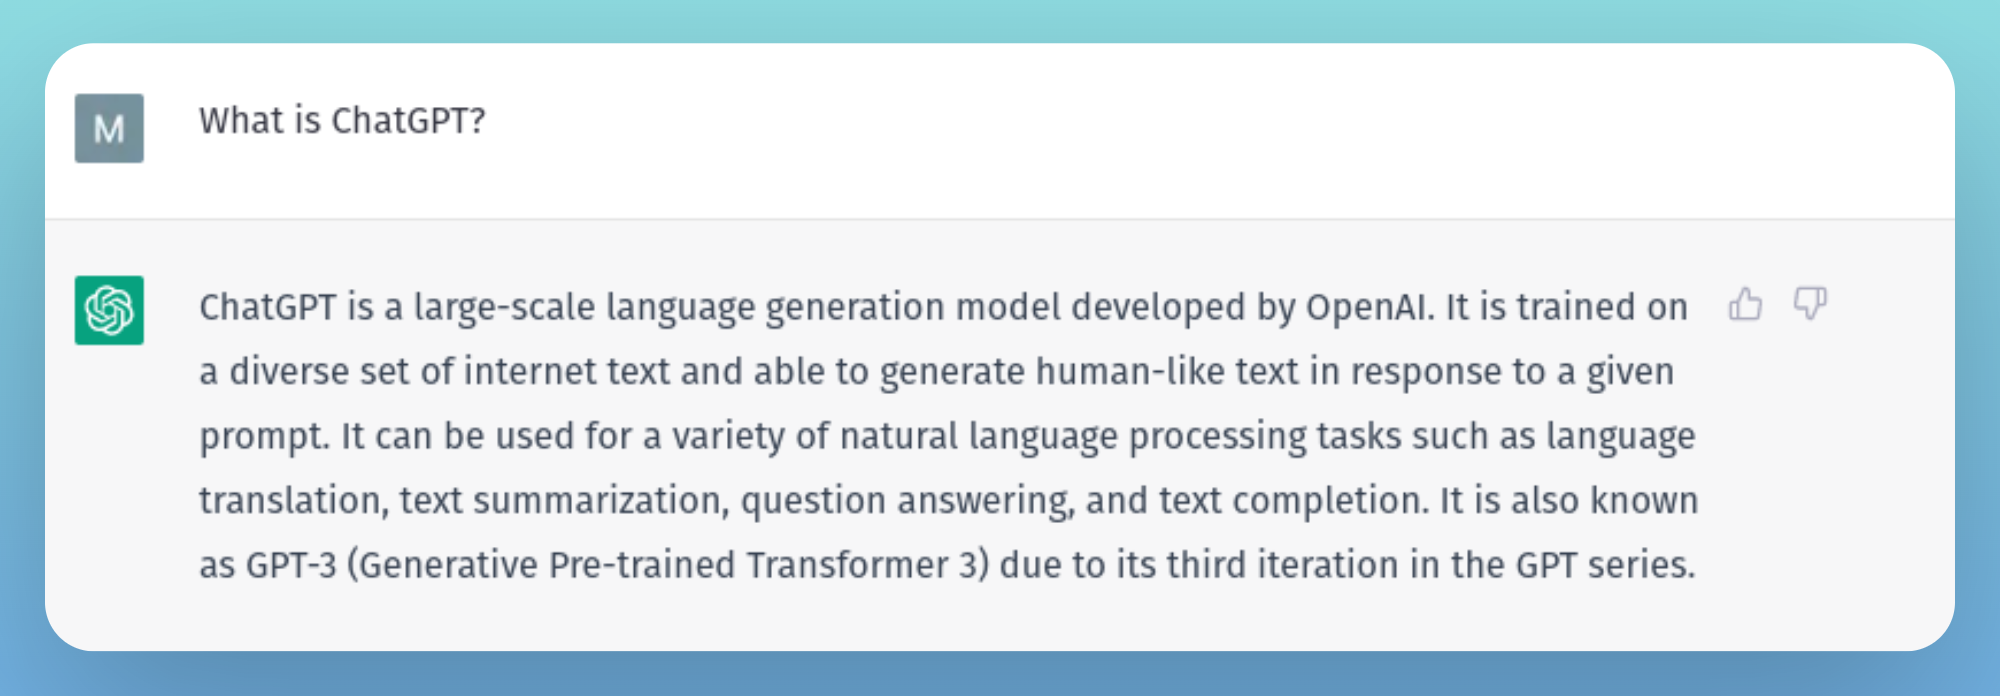 M
What is ChatGPT?
ChatGPT is a large-scale language generation model developed by OpenAI. It is trained on
a diverse set of internet text and able to generate human-like text in response to a given
prompt. It can be used for a variety of natural language processing tasks such as language
translation, text summarization, question answering, and text completion. It is also known
as GPT-3 (Generative Pre-trained Transformer 3) due to its third iteration in the GPT series.